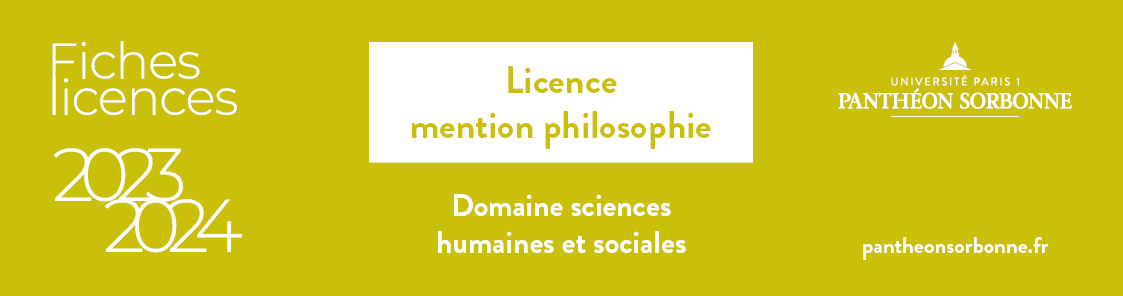 Fiches
licences
2023
2024
Licence
mention philosophie
Domaine sciences
humaines et sociales
UNIVERSITÉ PARIS 1
PANTHÉON SORBONNE
pantheonsorbonne.fr